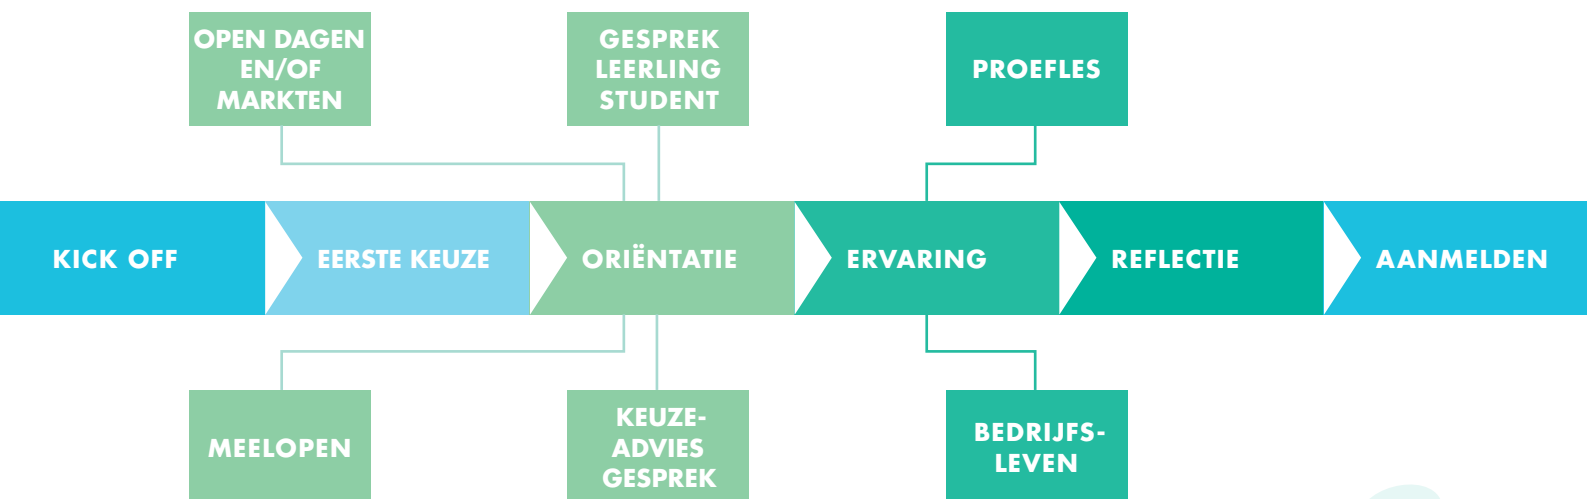 OPEN DAGEN
EN/OF
MARKTEN
GESPREK
LEERLING
STUDENT
PROEFLES
KICK OFF
EERSTE KEUZE
ORIËNTATIE
ERVARING
REFLECTIE
AANMELDEN
MEELOPEN
KEUZE-
ADVIES
GESPREK
BEDRIJFS-
LEVEN